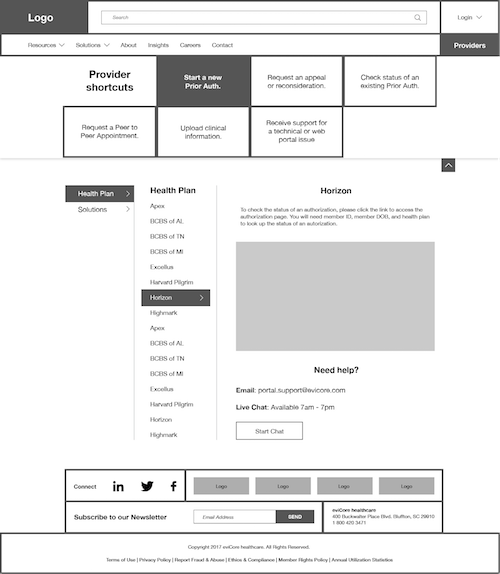 Logo
Search
Login
Resources
Solutions
About
Insights
Careers
Contact
Providers
Provider
shortcuts
Start a new
Prior Auth.
Request an appeal
or reconsideration.
Check status of an
existing Prior Auth.
Request a Peer to
Peer Appointment.
Upload clinical
information.
Receive support for
a technical or web
portal issue
Health Plan
Solutions
Health Plan
Apex
BCBS of AL
BCBS of TN
BCBS of MI
Excellus
Harvard Pilgrim
Horizon
Highmark
Apex
BCBS of AL
BCBS of TN
BCBS of MI
Excellus
Harvard Pilgrim
Horizon
Highmark
Horizon
To check the status of an authorization, please click the link to access the
authorization page. You will need member ID, member DOB, and health plan
to look up the status of an autorization.
Need help?
Email: portal.support@evicore.com
Live Chat: Available 7am - 7pm
Start Chat
Connect
Logo
Logo
Logo
Logo
Subscribe to our Newsletter
Email Address
SEND
eviCore healthcare
400 Buckwalter Place Blvd. Bluffton, SC 29910
1 800 420 3471
Copyright 2017 eviCore healthcare. All Rights Reserved.
Terms of Use | Privacy Policy | Report Fraud & Abuse | Ethics & Compliance | Member Rights Policy | Annual Utilization Statistics